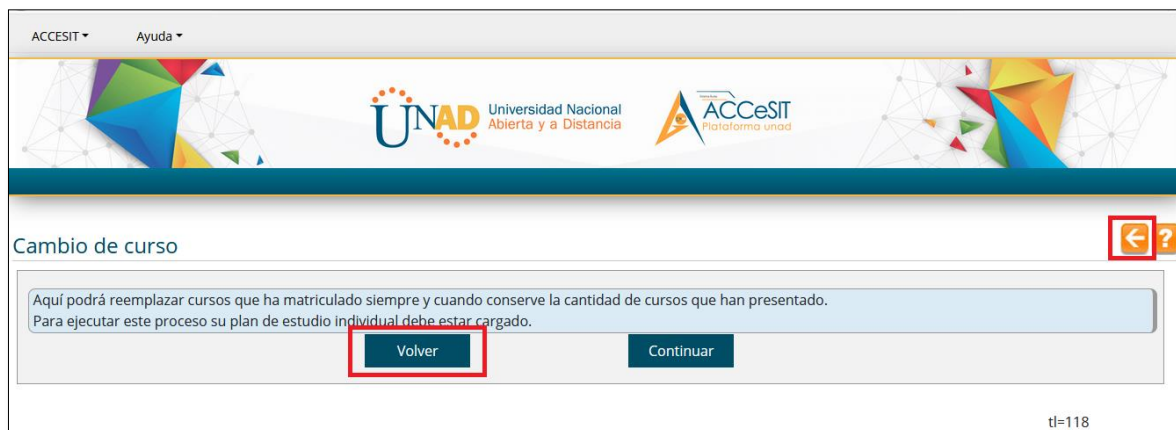 ACCESIT Ayuda
UNAD Universidad Nacional
Abierta y a Distancia
ACCeSIT
Plataforma unad
Cambio de curso
?
Aquí podrá reemplazar cursos que ha matriculado siempre y cuando conserve la cantidad de cursos que han presentado.
Para ejecutar este proceso su plan de estudio individual debe estar cargado.
Volver Continuar
tl=118